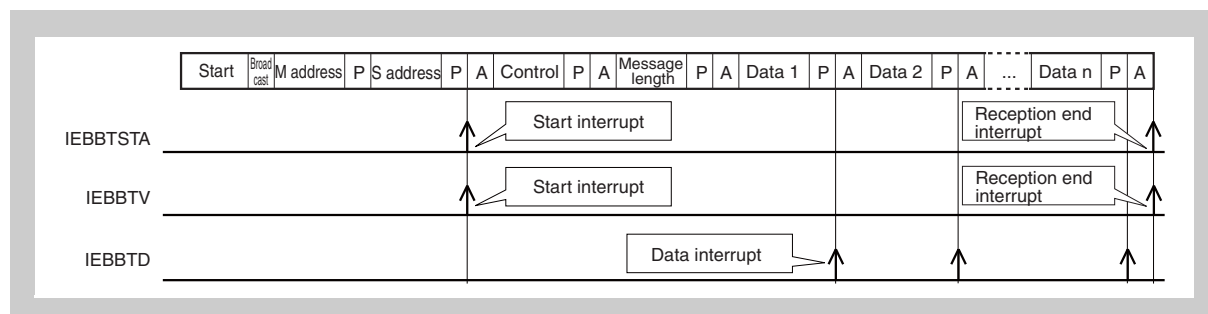 Start Broad cast M address P S address P A Control P A Message length P A Data 1 P A Data 2 P A ... Data n P A
IEBBTSTA
Start interrupt
Reception end
interrupt
IEBBTV
Start interrupt
Reception end
interrupt
IEBBTD
Data interrupt